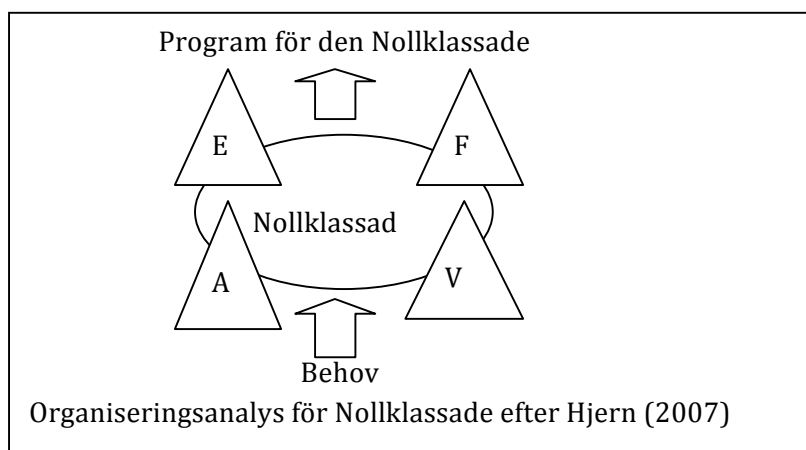 Program för den Nollklassade
E
F
Nollklassad
A
V
Behov
Organiseringsanalys för Nollklassade efter Hjern (2007)